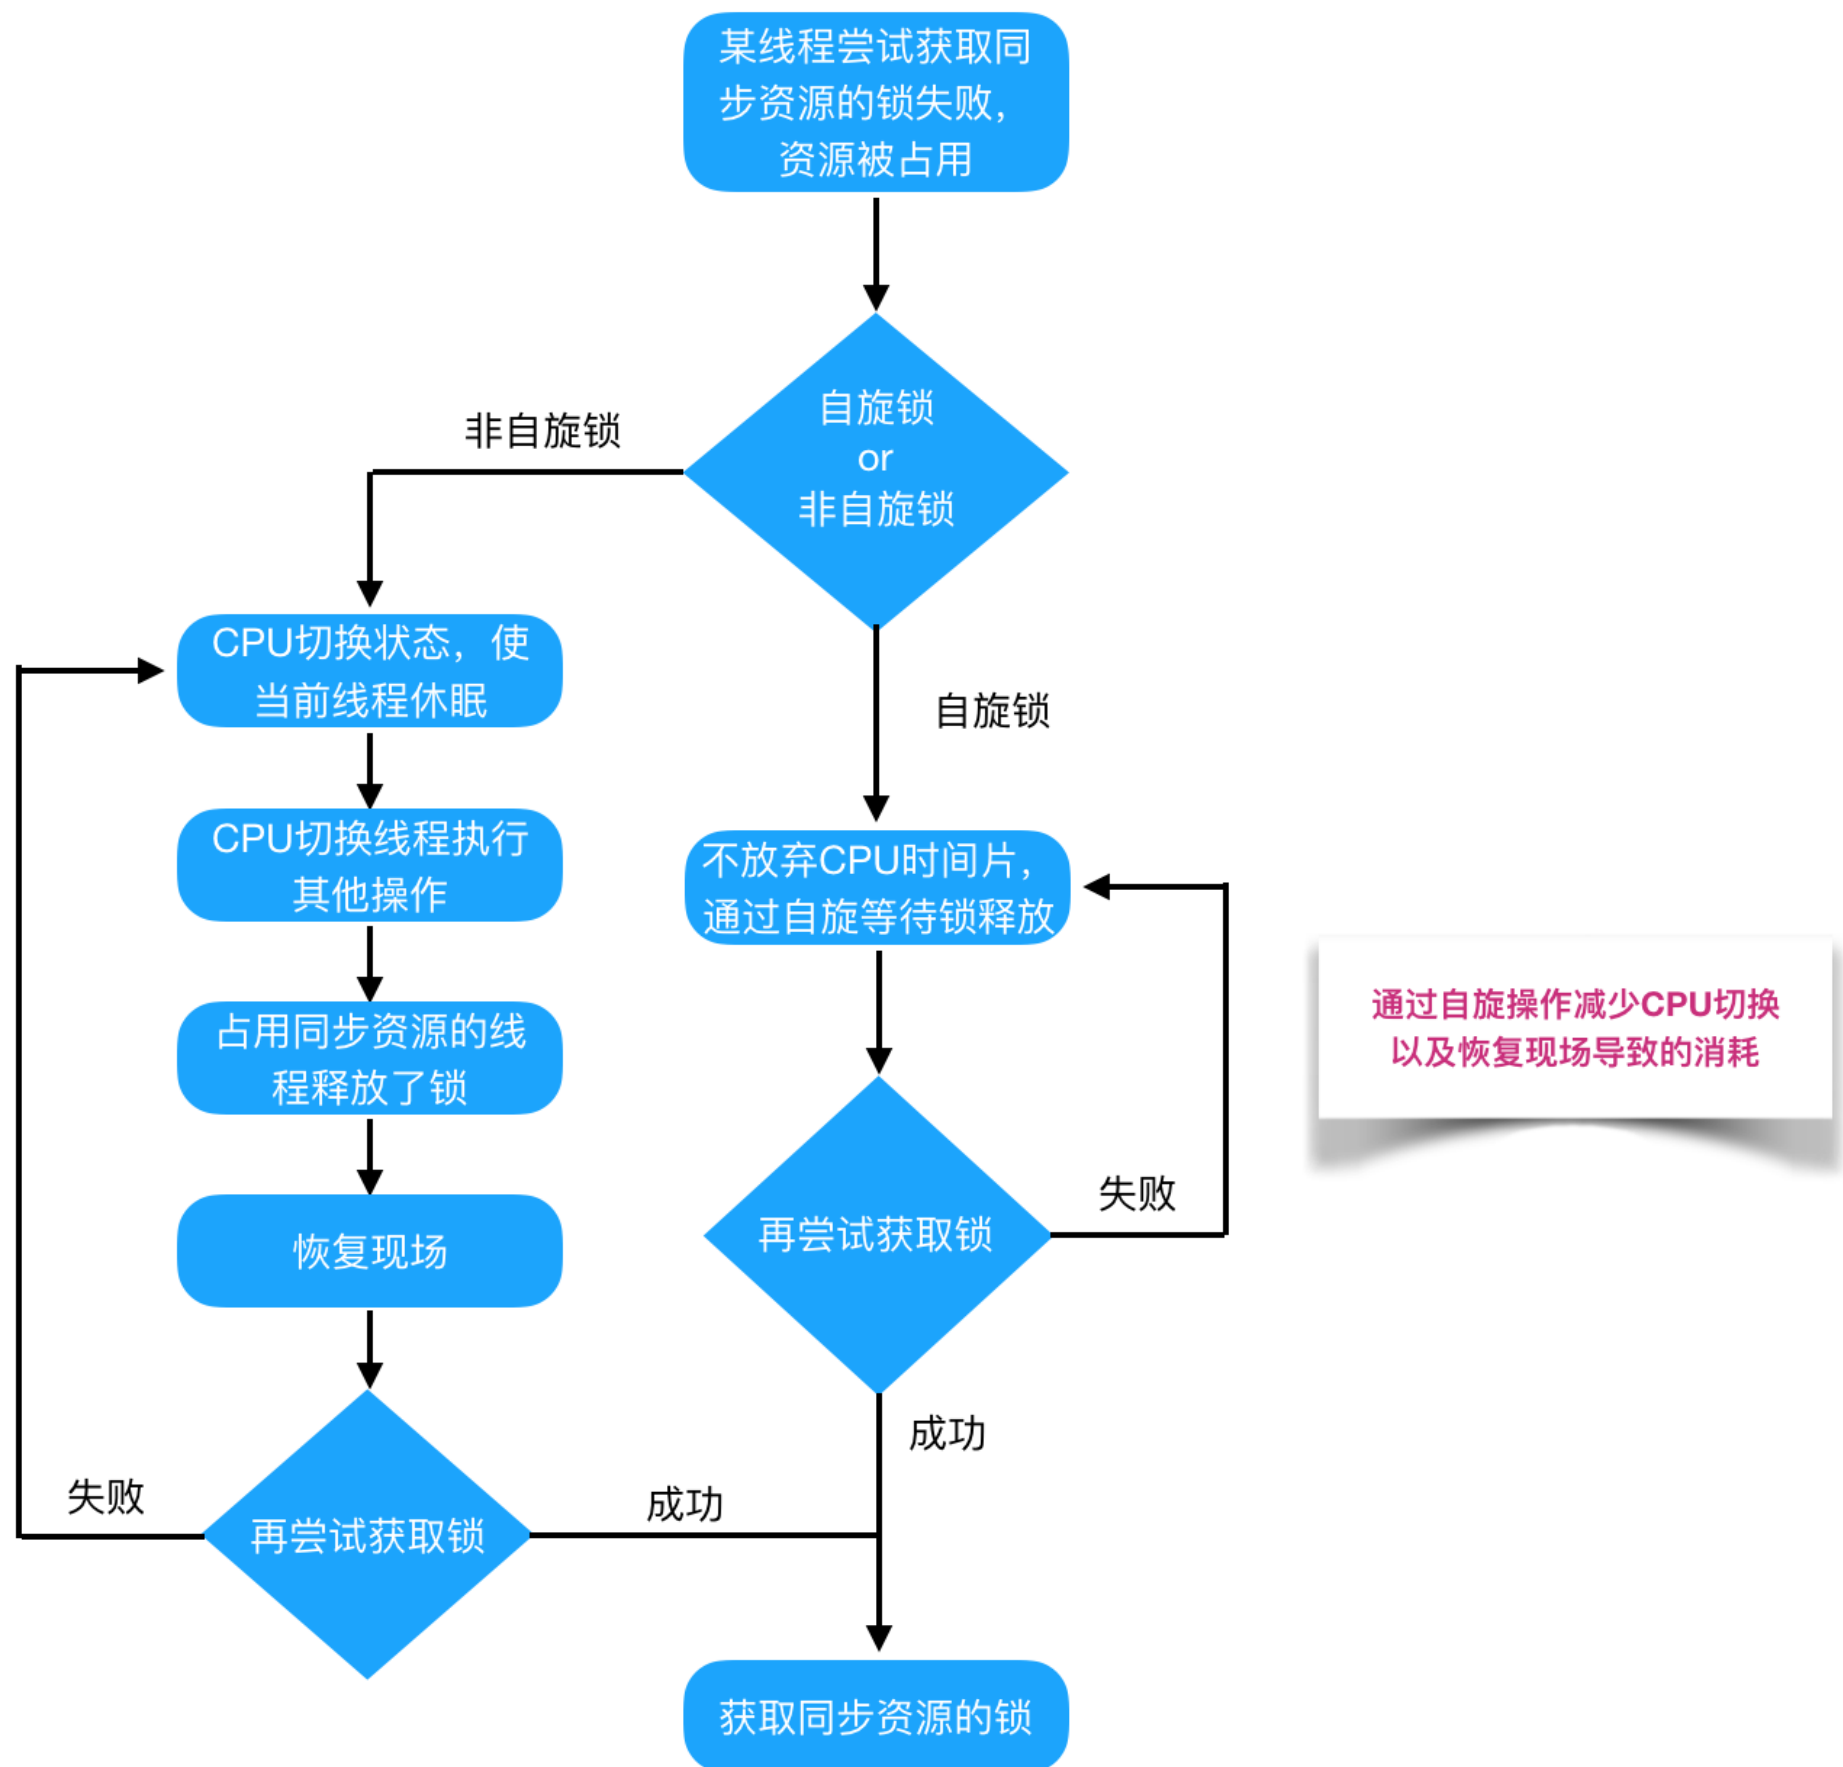 某线程尝试获取同
步资源的锁失败，
资源被占用
自旋锁
or
非自旋锁
非自旋锁
自旋锁
CPU切换状态，使
当前线程休眠
CPU切换线程执行
其他操作
占用同步资源的线
程释放了锁
恢复现场
再尝试获取锁
失败
成功
不放弃CPU时间片，
通过自旋等待锁释放
再尝试获取锁
失败
成功
获取同步资源的锁
通过自旋操作减少CPU切换
以及恢复现场导致的消耗